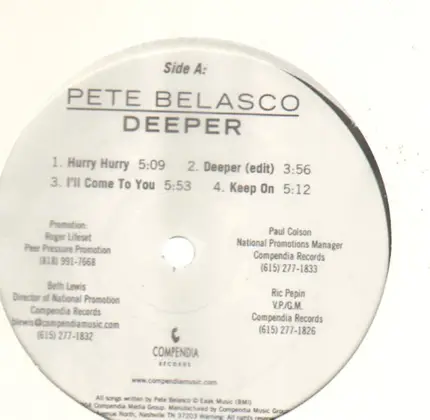 Side A:
PETE BELASCO
DEEPER
1. Hurry Hurry 5:09 2. Deeper (edit) 3:56
3. I'll Come To You 5:53 4. Keep On 5:12
Promotion:
Roger Lifeset
Peer Pressure Promotion
(818) 991-7668
Beth Lewis
Director of National Promotion
Compendia Records
blewis@compendiamusic.com
(615) 277-1832
Paul Colson
National Promotions Manager
Compendia Records
(615) 277-1833
Ric Pepin
V.P./G.M.
Compendia Records
(615) 277-1826
COMPENDIA
RECORDS
www.compendiamusic.com
All songs written by Pete Belasco © Exak Music (BMI)
Compendia Media Group. Manufactured by Compendia Music Grou
North, Nashville TN 37203 Warning: All rights